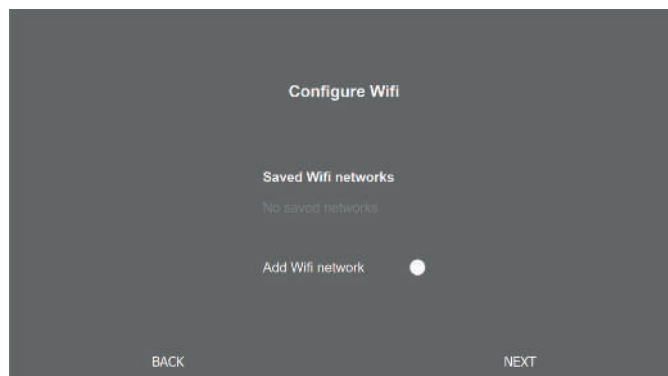 Configure Wifi
Saved Wifi networks
No saved networks
Add Wifi network
BACK
NEXT